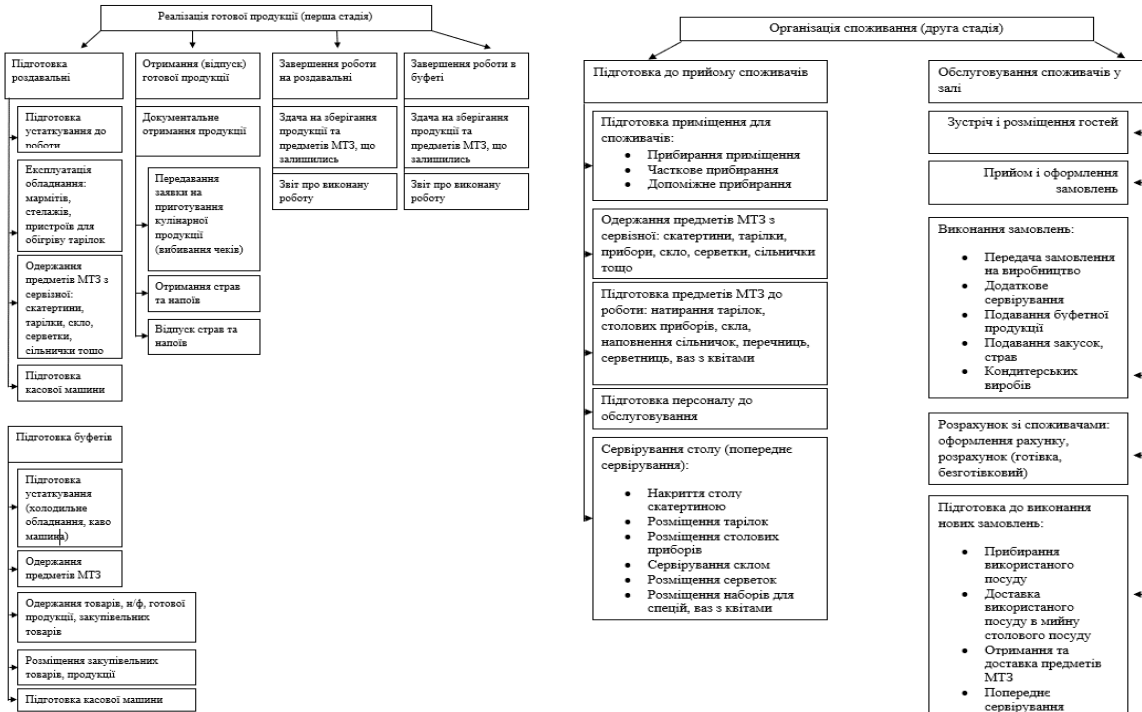 Реалізація готової продукції (перша стадія)
Підготовка
роздавальні
Підготовка
устаткування до
роботи
Експлуатація
обладнання:
мармітів,
стелажів,
пристроїв для
обігріву тарілок
Одержання
предметів МТЗ з
сервізної:
скатертини,
тарілки, скло,
серветки,
сільнички тощо
Підготовка
касової машини
Отримання (відпуск)
готової продукції
Документальне
отримання продукції
Передавання
заявки на
приготування
кулінарної
продукції
(вибивання чеків)
Отримання страв
та напоїв
Відпуск страв та
напоїв
Завершення роботи
на роздавальні
Здача на зберігання
продукції та
предметів МТЗ, що
залишились
Звіт про виконану
роботу
Завершення роботи в
буфеті
Здача на зберігання
продукції та
предметів МТЗ, що
залишились
Звіт про виконану
роботу
Підготовка буфетів
Підготовка
устаткування
(холодильне
обладнання, каво
машина)
Одержання
предметів МТЗ
Одержання товарів, н/ф, готової
продукції, закупівельних
товарів
Розміщення закупівельних
товарів, продукції
Підготовка касової машини
Організація споживання (друга стадія)
Підготовка до прийому споживачів
Підготовка приміщення для
споживачів:
• Прибирання приміщення
• Часткове прибирання
• Допоміжне прибирання
Одержання предметів МТЗ з
сервізної: скатертини, тарілки,
прибори, скло, серветки, сільнички
тощо
Підготовка предметів МТЗ до
роботи: натирання тарілок,
столових приборів, скла,
наповнення сільничок, перечниць,
серветниць, ваз з квітами
Підготовка персоналу до
обслуговування
Сервірування столу (попереднє
сервірування):
• Накриття столу
скатертиною
• Розміщення тарілок
• Розміщення столових
приборів
• Сервірування склом
• Розміщення серветок
• Розміщення наборів для
спецій, ваз з квітами
Обслуговування споживачів у
залі
Зустріч і розміщення гостей
Прийом і оформлення
замовлень
Виконання замовлень:
• Передача замовлення
на виробництво
• Додаткове
сервірування
• Подавання буфетної
продукції
• Подавання закусок,
страв
• Кондитерських
виробів
Розрахунок зі споживачами:
оформлення рахунку,
розрахунок (готівка,
безготівковий)
Підготовка до виконання
нових замовлень:
• Прибирання
використаного
посуду
• Доставка
використаного
посуду в мийну
столового посуду
• Отримання та
доставка предметів
МТЗ
• Попереднє
сервірування